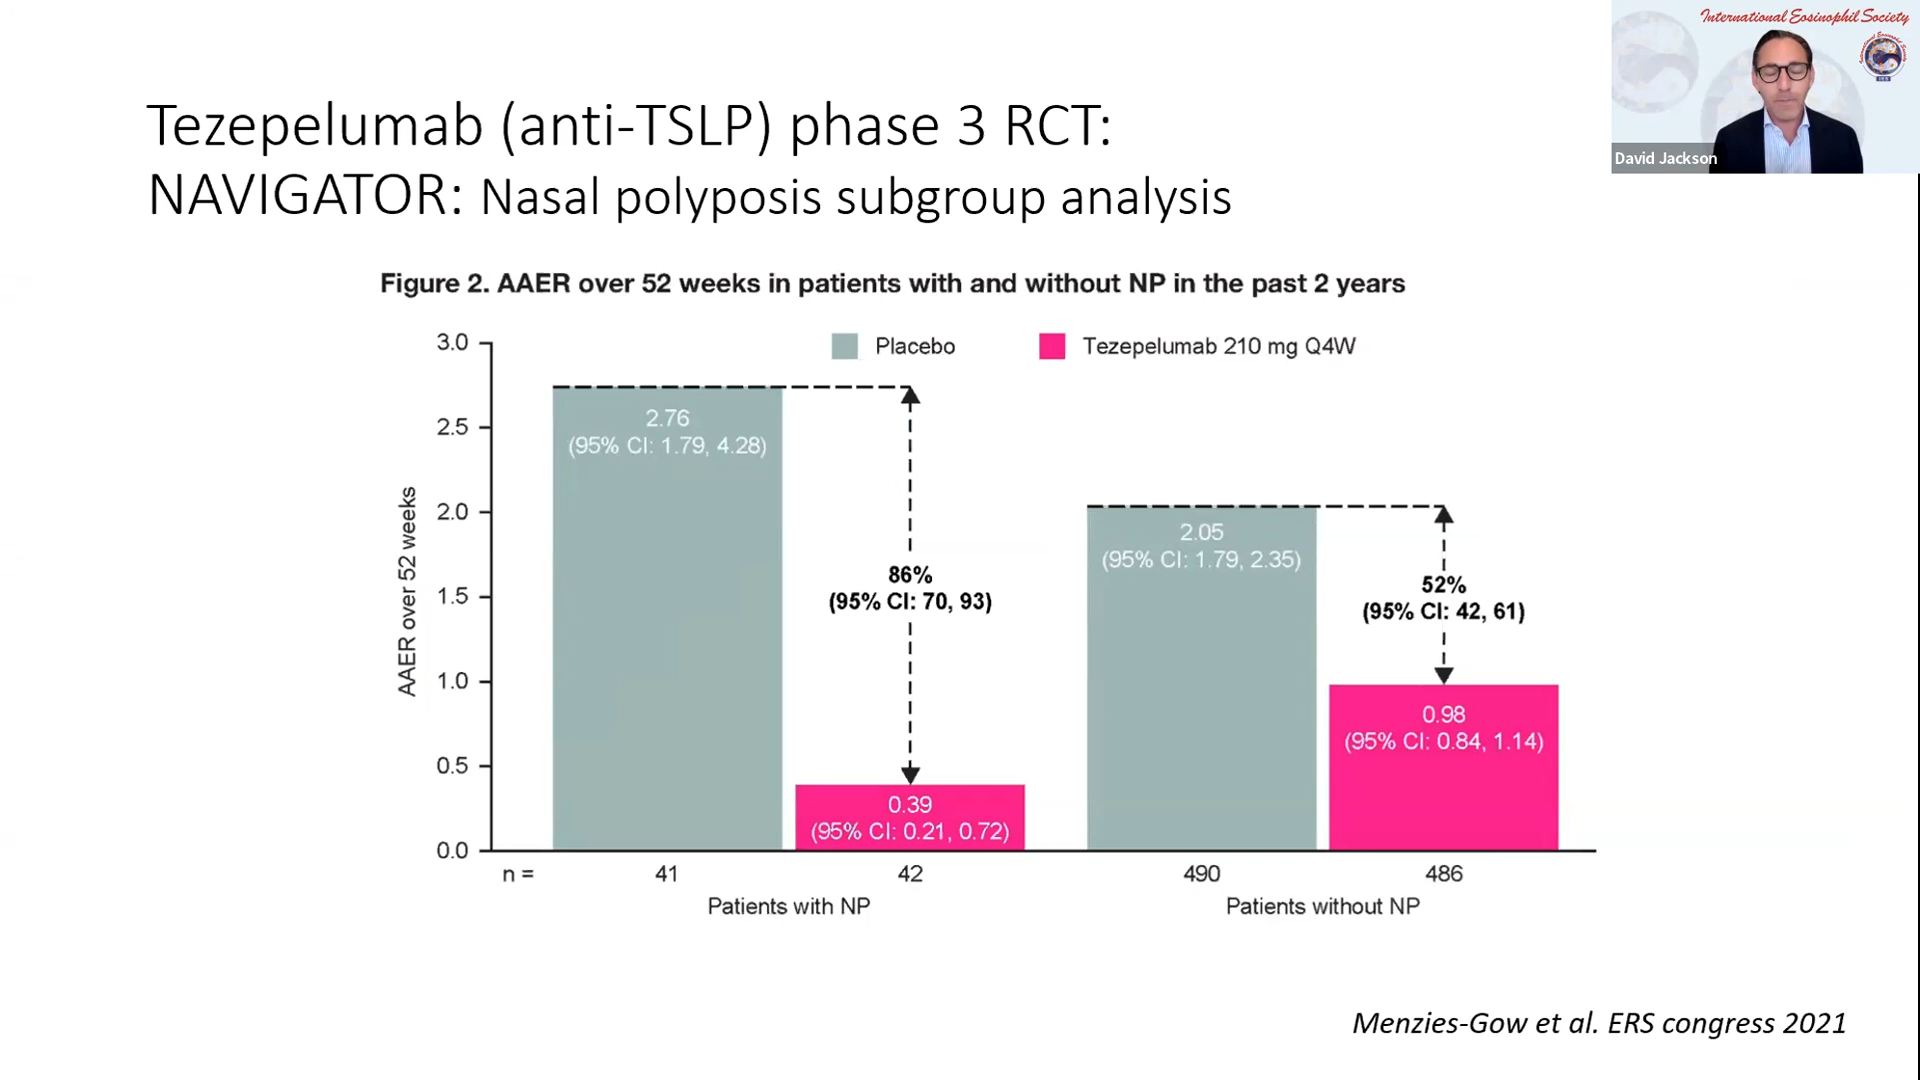 International Eosinophil Society
David Jackson
Tezepelumab (anti-TSLP) phase 3 RCT:
NAVIGATOR: Nasal polyposis subgroup analysis
Figure 2. AAER over 52 weeks in patients with and without NP in the past 2 years
Placebo
Tezepelumab 210 mg Q4W
AAER over 52 weeks
3.0
2.5
2.0
1.5
1.0
0.5
0.0
2.76
(95% CI: 1.79, 4.28)
86%
(95% CI: 70, 93)
0.39
(95% CI: 0.21, 0.72)
2.05
(95% CI: 1.79, 2.35)
52%
(95% CI: 42, 61)
0.98
(95% CI: 0.84, 1.14)
n = 41 42 490 486
Patients with NP Patients without NP
Menzies-Gow et al. ERS congress 2021